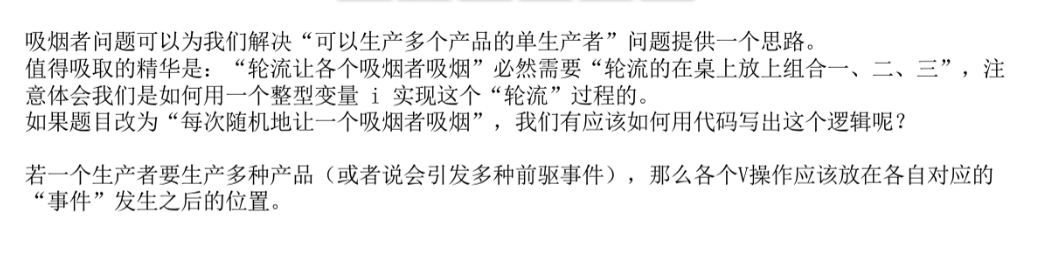 吸烟者问题可以为我们解决“可以生产多个产品的单生产者”问题提供一个思路。
值得吸取的精华是：“轮流让各个吸烟者吸烟”必然需要“轮流的在桌上放上组合一、二、三”，注
意体会我们是如何用一个整型变量 i 实现这个“轮流”过程的。
如果题目改为“每次随机地让一个吸烟者吸烟”，我们有应该如何用代码写出这个逻辑呢？
若一个生产者要生产多种产品（或者说会引发多种前驱事件），那么各个V操作应该放在各自对应的
“事件”发生之后的位置。